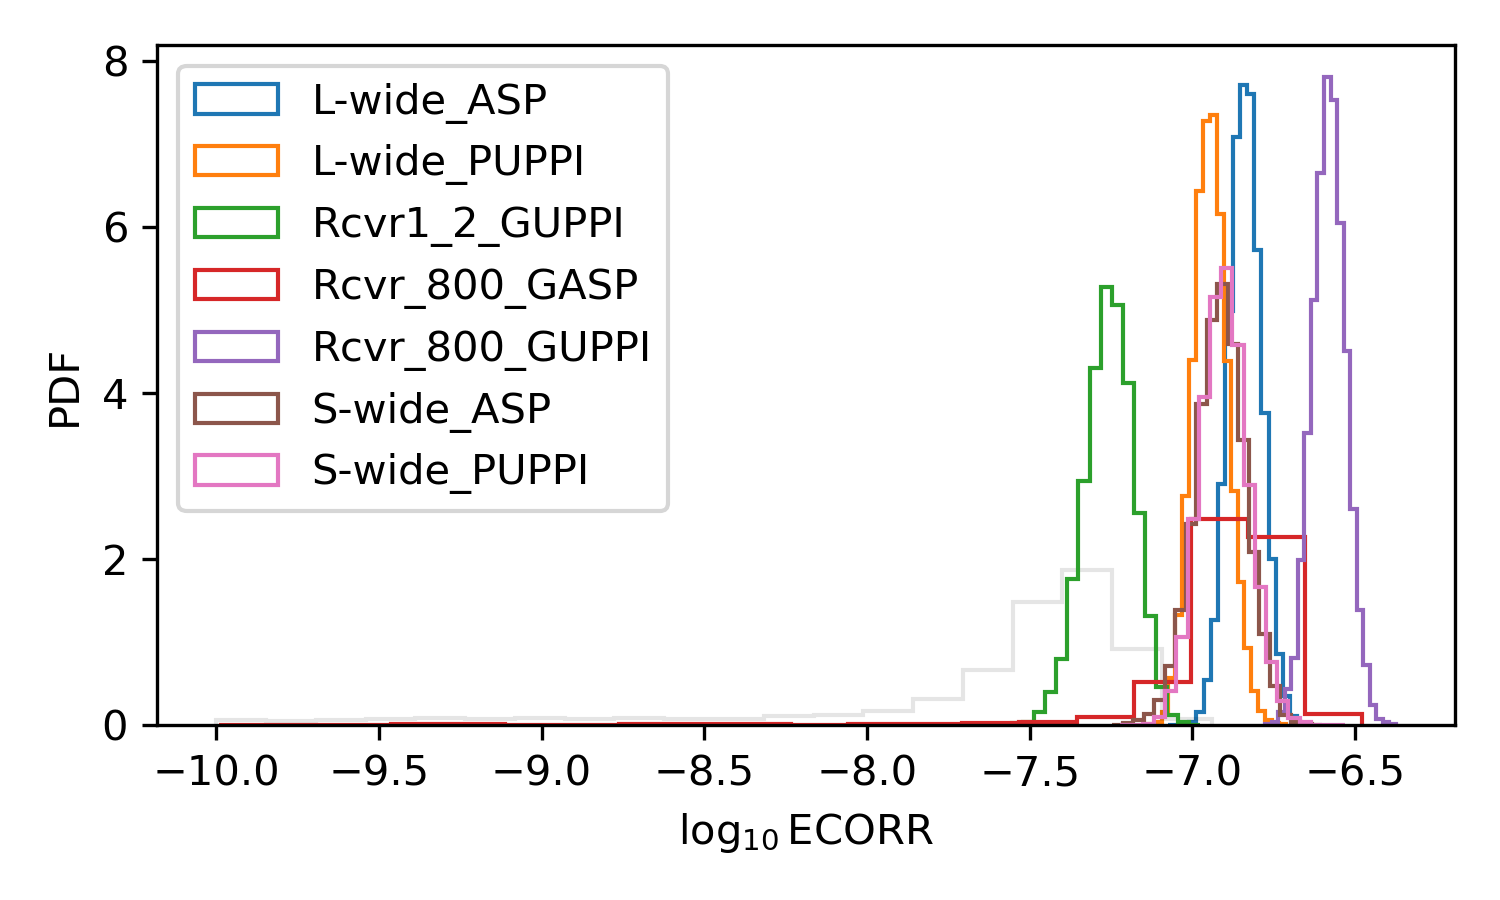 8
6
4
2
0
PDF
L-wide_ASP
L-wide_PUPPI
Rcvr1_2_GUPPI
Rcvr_800_GASP
Rcvr_800_GUPPI
S-wide_ASP
S-wide_PUPPI
−10.0 −9.5 −9.0 −8.5 −8.0 −7.5 −7.0 −6.5
log₁₀ ECORR